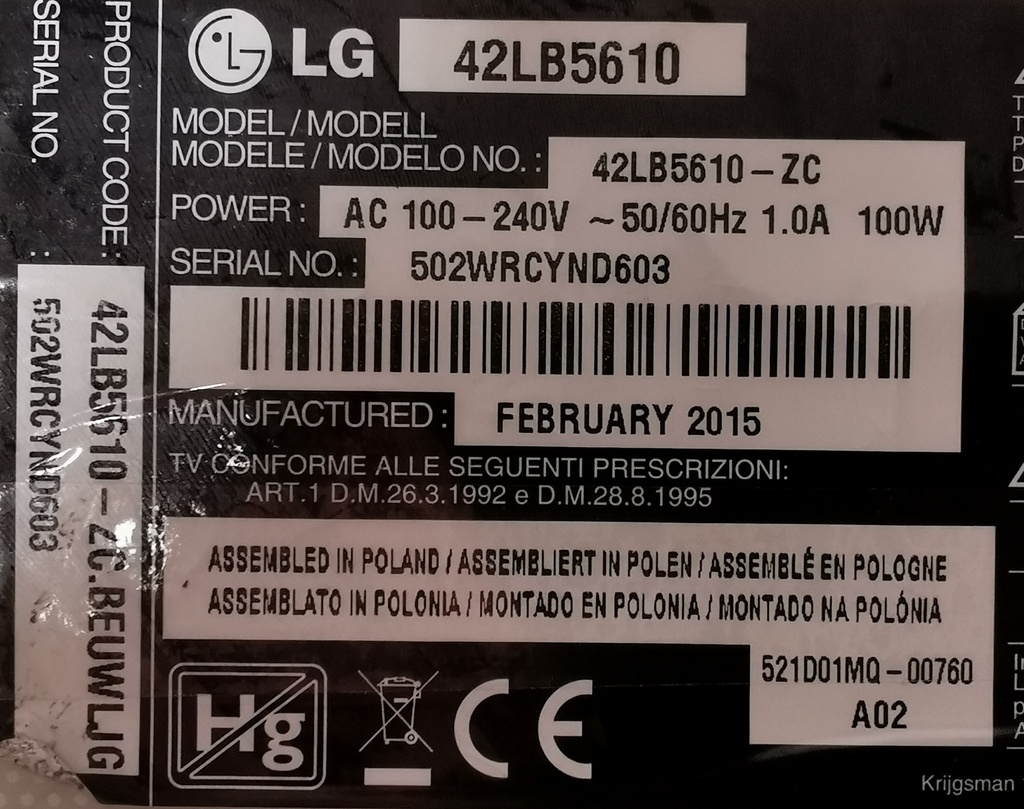 LG 42LB5610
MODEL / MODELL
MODELE / MODELO NO. : 42LB5610 – ZC
POWER : AC 100 – 240V ~ 50/60Hz 1.0A 100W
SERIAL NO. : 502WRCYND603
MANUFACTURED : FEBRUARY 2015
TV CONFORME ALLE SEGUENTI PRESCRIZIONI:
ART.1 D.M.26.3.1992 e D.M.28.8.1995
ASSEMBLED IN POLAND / ASSEMBLIERT IN POLEN / ASSEMBLÉ EN POLOGNE
ASSEMBLATO IN POLONIA / MONTADO EN POLONIA / MONTADO NA POLÓNIA
521D01MQ – 00760
A02
Hg
CE
PRODUCT CODE : 42LB5610 – ZC.BEUWLJG
SERIAL NO. : 502WRCYND603
Krijgsman